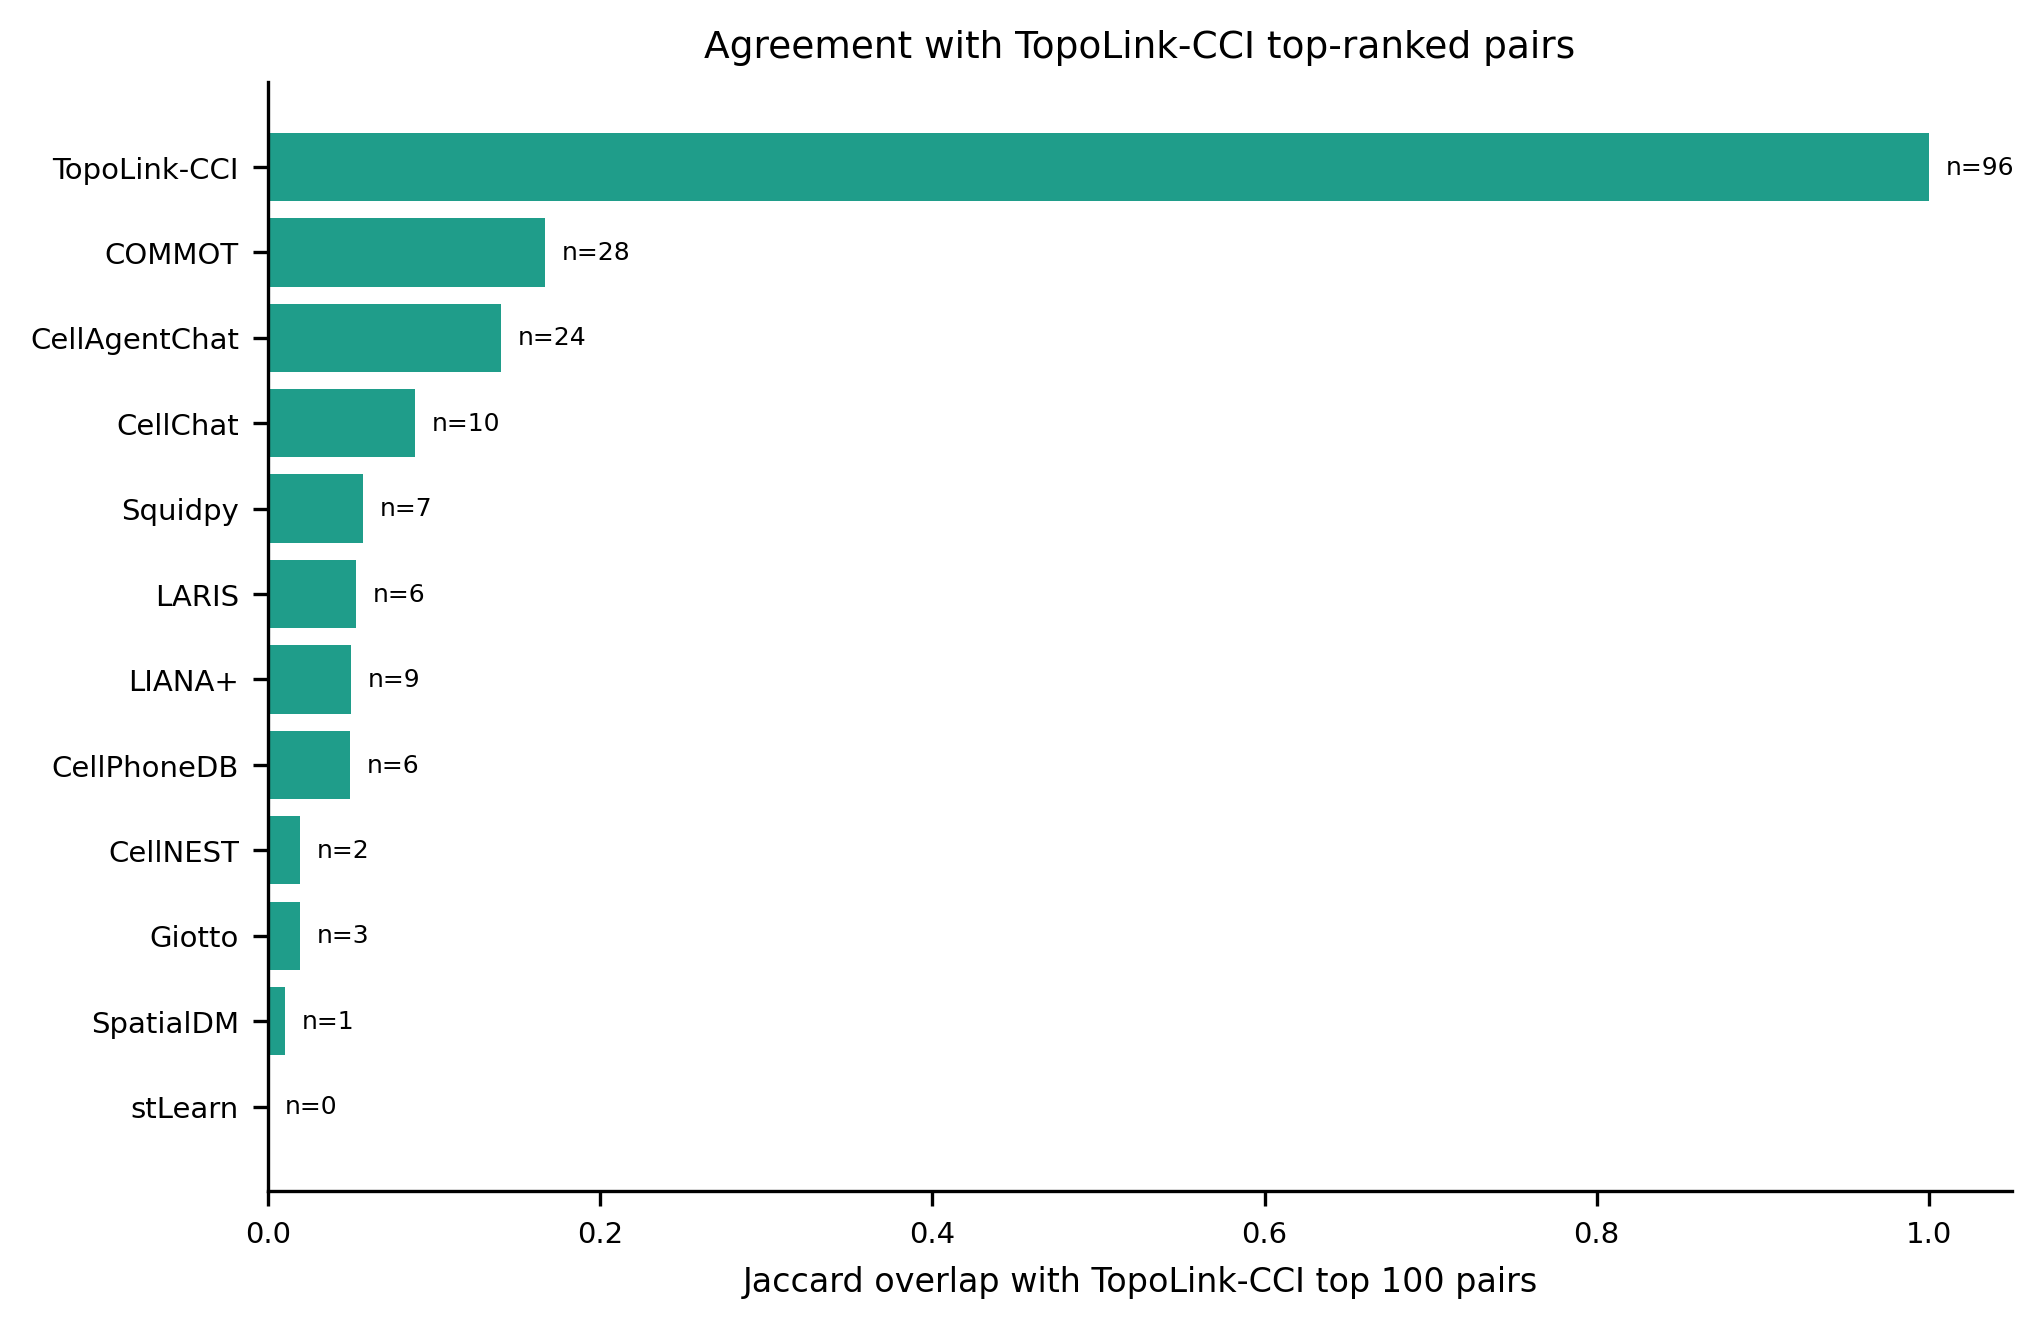 Agreement with TopoLink-CCI top-ranked pairs
TopoLink-CCI n=96
COMMOT n=28
CellAgentChat n=24
CellChat n=10
Squidpy n=7
LARIS n=6
LIANA+ n=9
CellPhoneDB n=6
CellNEST n=2
Giotto n=3
SpatialDM n=1
stLearn n=0
0.0 0.2 0.4 0.6 0.8 1.0
Jaccard overlap with TopoLink-CCI top 100 pairs